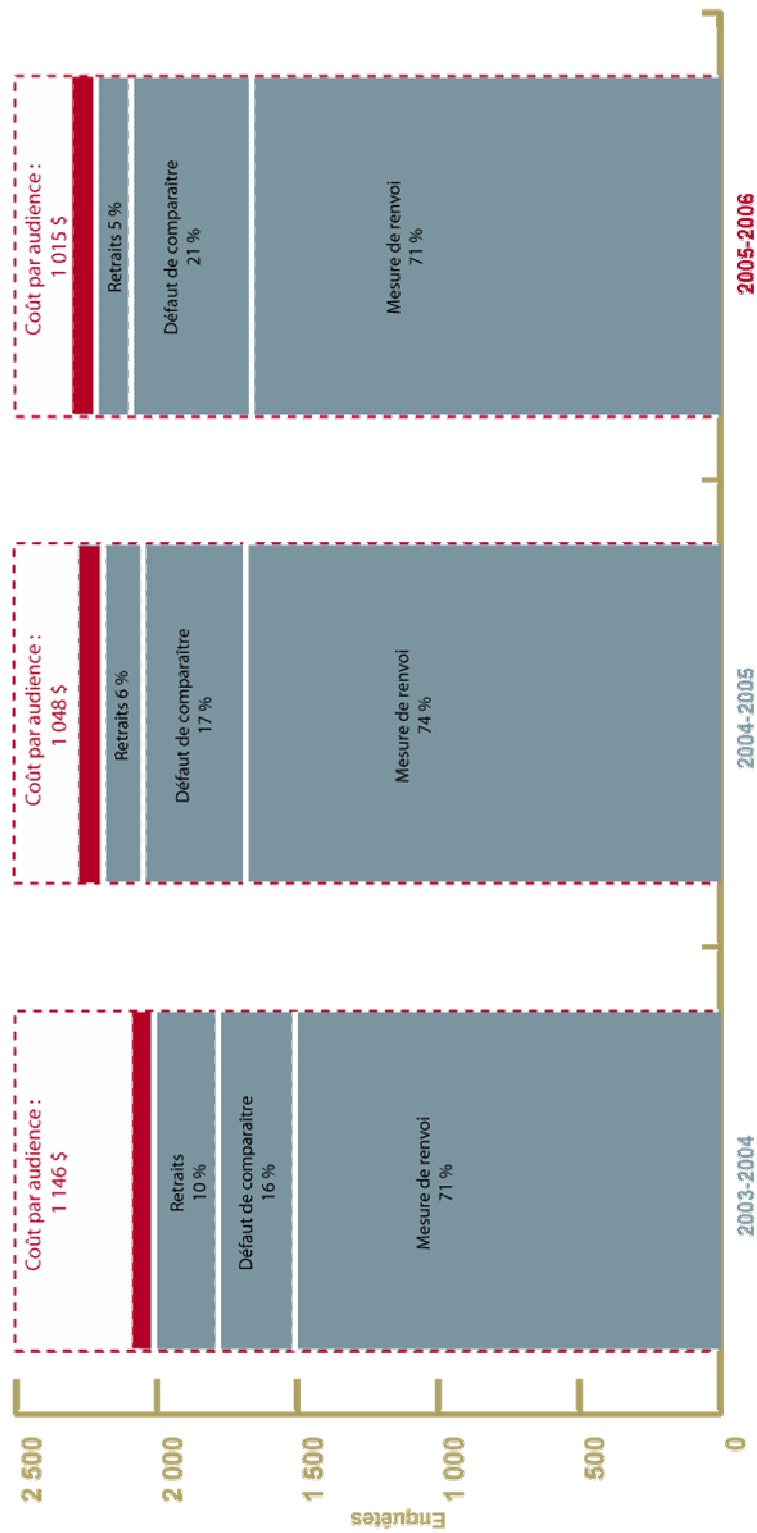 2 500
2 000
1 500
1 000
500
0
Enquêtes
Coût par audience :
1 146 $
Retraits
10 %
Défaut de comparaître
16 %
Mesure de renvoi
71 %
2003-2004
Coût par audience :
1 048 $
Retraits 6 %
Défaut de comparaître
17 %
Mesure de renvoi
74 %
2004-2005
Coût par audience :
1 015 $
Retraits 5 %
Défaut de comparaître
21 %
Mesure de renvoi
71 %
2005-2006